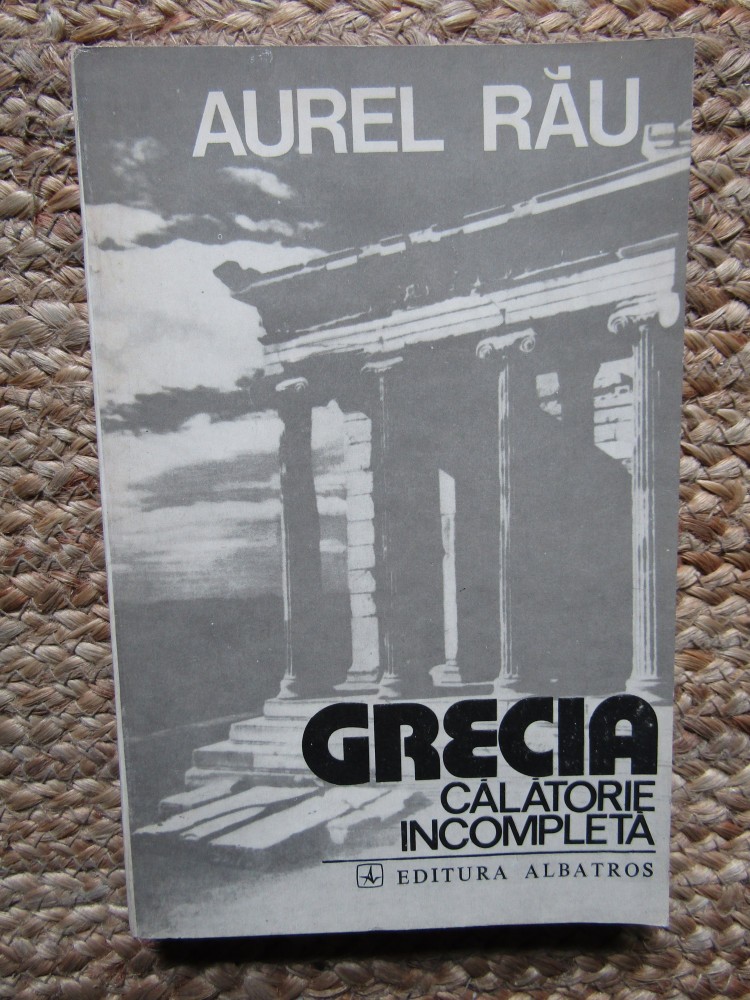 AUREL RĂU
GRECIA
CĂLĂTORIE
INCOMPLETĂ
EDITURA ALBATROS